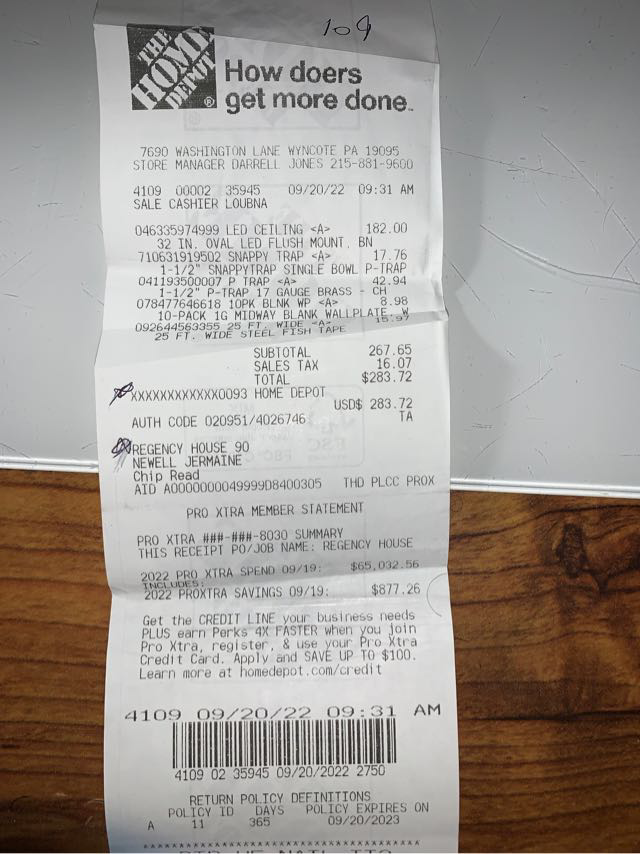 109
THE HOME DEPOT
How doers
get more done.
7690 WASHINGTON LANE WYNCOTE PA 19095
STORE MANAGER DARRELL JONES 215-881-9600
4109 00002 35945 09/20/22 09:31 AM
SALE CASHIER LOUBNA
046335974999 LED CEILING <A> 182.00
32 IN. OVAL LED FLUSH MOUNT, BN
710631919502 SNAPPY TRAP <A> 17.76
1-1/2" SNAPPYTRAP SINGLE BOWL P-TRAP
041193500007 P TRAP <A> 42.94
1-1/2" P-TRAP 17 GAUGE BRASS - CH
078477646618 10PK BLNK WP <A> 8.98
10-PACK 1G MIDWAY BLANK WALLPLATE, W
092644563355 25 FT. WIDE <A> 15.97
25 FT. WIDE STEEL FISH TAPE
SUBTOTAL 267.65
SALES TAX 16.07
TOTAL $283.72
XXXXXXXXXXXX0093 HOME DEPOT
USD$ 283.72
AUTH CODE 020951/4026746 TA
REGENCY HOUSE 90
NEWELL JERMAINE
Chip Read
AID A0000000049999D8400305 THD PLCC PROX
PRO XTRA MEMBER STATEMENT
PRO XTRA ###-###-8030 SUMMARY
THIS RECEIPT PO/JOB NAME: REGENCY HOUSE
2022 PRO XTRA SPEND 09/19: $65,032.56
INCLUDES:
2022 PROXTRA SAVINGS 09/19: $877.26
Get the CREDIT LINE your business needs
PLUS earn Perks 4X FASTER when you join
Pro Xtra, register, & use your Pro Xtra
Credit Card. Apply and SAVE UP TO $100.
Learn more at homedepot.com/credit
4109 09/20/22 09:31 AM
4109 02 35945 09/20/2022 2750
RETURN POLICY DEFINITIONS
POLICY ID DAYS POLICY EXPIRES ON
A 11 365 09/20/2023